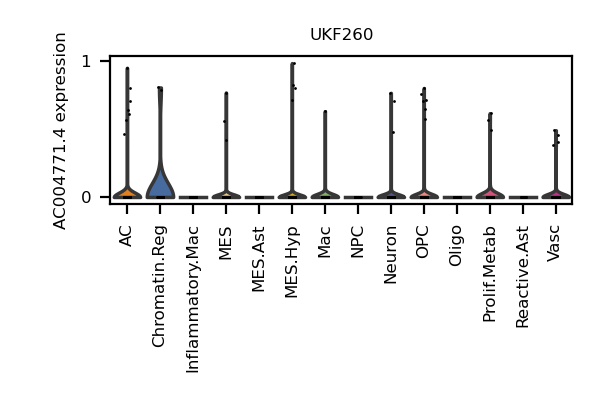 UKF260
AC004771.4 expression
1
0
AC
Chromatin.Reg
Inflammatory.Mac
MES
MES.Ast
MES.Hyp
Mac
NPC
Neuron
OPC
Oligo
Prolif.Metab
Reactive.Ast
Vasc